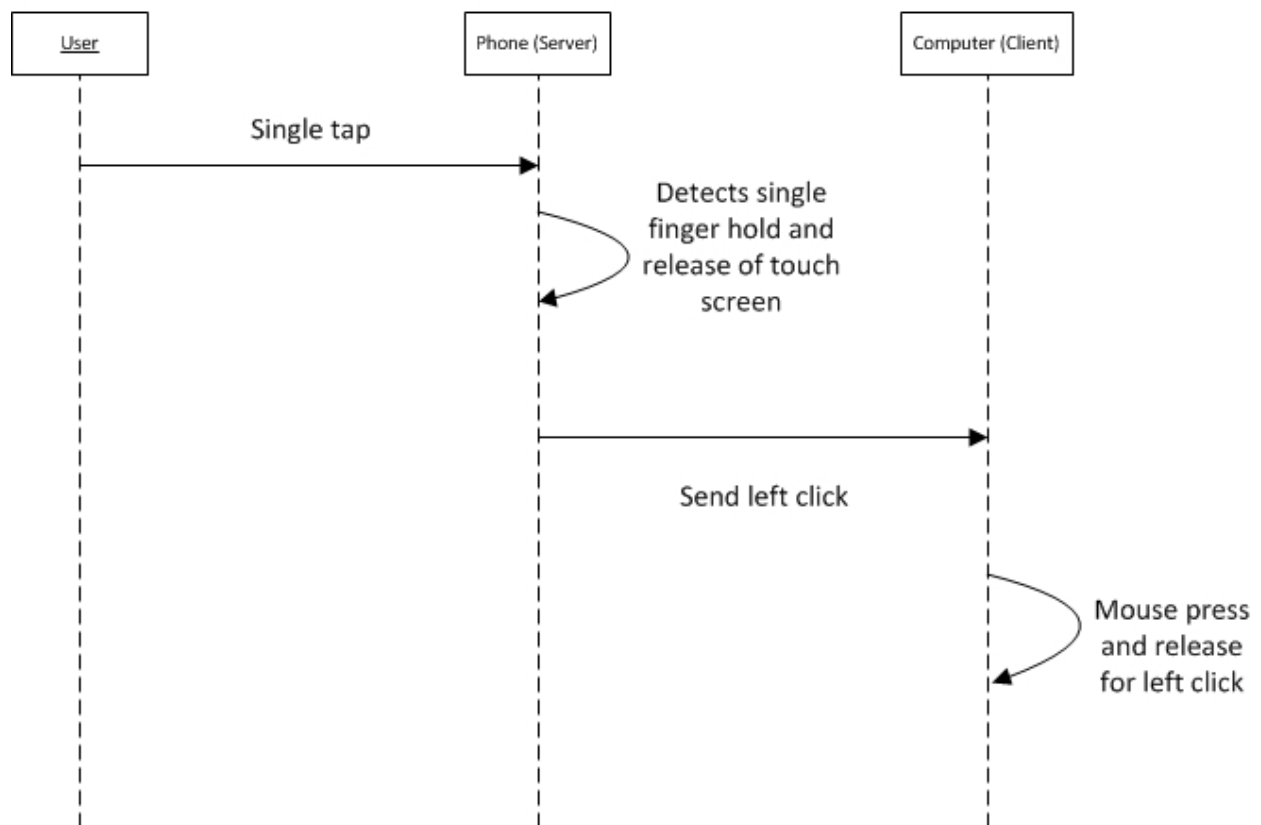 User
Phone (Server)
Computer (Client)
Single tap
Detects single
finger hold and
release of touch
screen
Send left click
Mouse press
and release
for left click